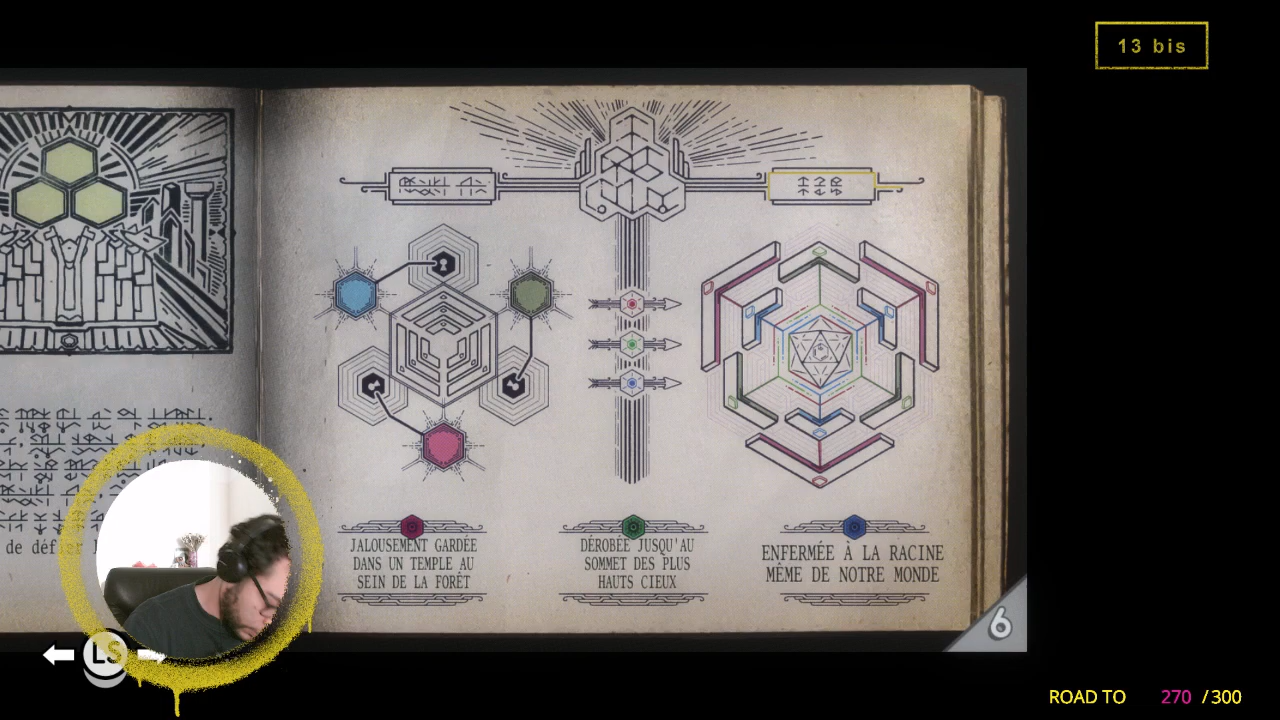 13 bis
de
JALOUSEMENT GARDÉE
DANS UN TEMPLE AU
SEIN DE LA FORÊT
DÉROBÉE JUSQU'AU
SOMMET DES PLUS
HAUTS CIEUX
ENFERMÉE À LA RACINE
MÊME DE NOTRE MONDE
6
LS
ROAD TO 270 /300